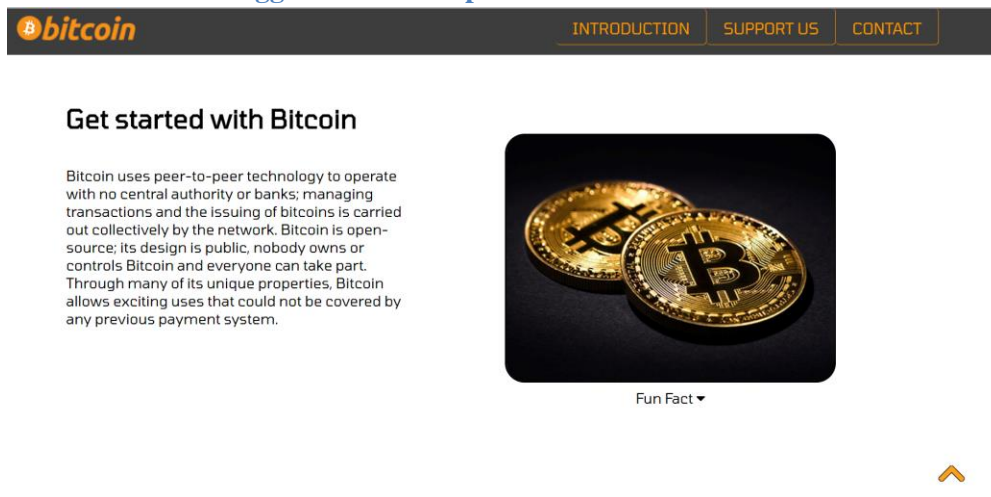 bitcoin
INTRODUCTION
SUPPORT US
CONTACT
Get started with Bitcoin
Bitcoin uses peer-to-peer technology to operate
with no central authority or banks; managing
transactions and the issuing of bitcoins is carried
out collectively by the network. Bitcoin is open-
source; its design is public, nobody owns or
controls Bitcoin and everyone can take part.
Through many of its unique properties, Bitcoin
allows exciting uses that could not be covered by
any previous payment system.
Fun Fact